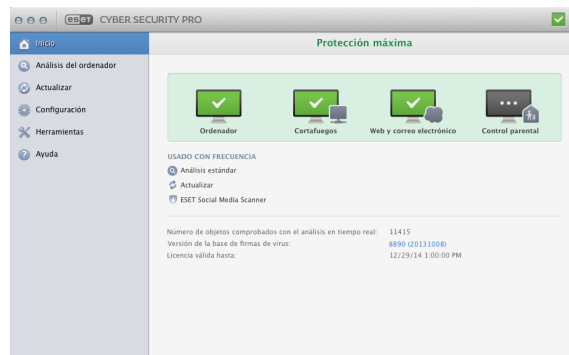 eseT CYBER SECURITY PRO
Inicio
Análisis del ordenador
Actualizar
Configuración
Herramientas
Ayuda
Protección máxima
Ordenador
Cortafuegos
Web y correo electrónico
Control parental
USADO CON FRECUENCIA
Análisis estándar
Actualizar
ESET Social Media Scanner
Número de objetos comprobados con el análisis en tiempo real: 11415
Versión de la base de firmas de virus: 8890 (20131008)
Licencia válida hasta: 12/29/14 1:00:00 PM